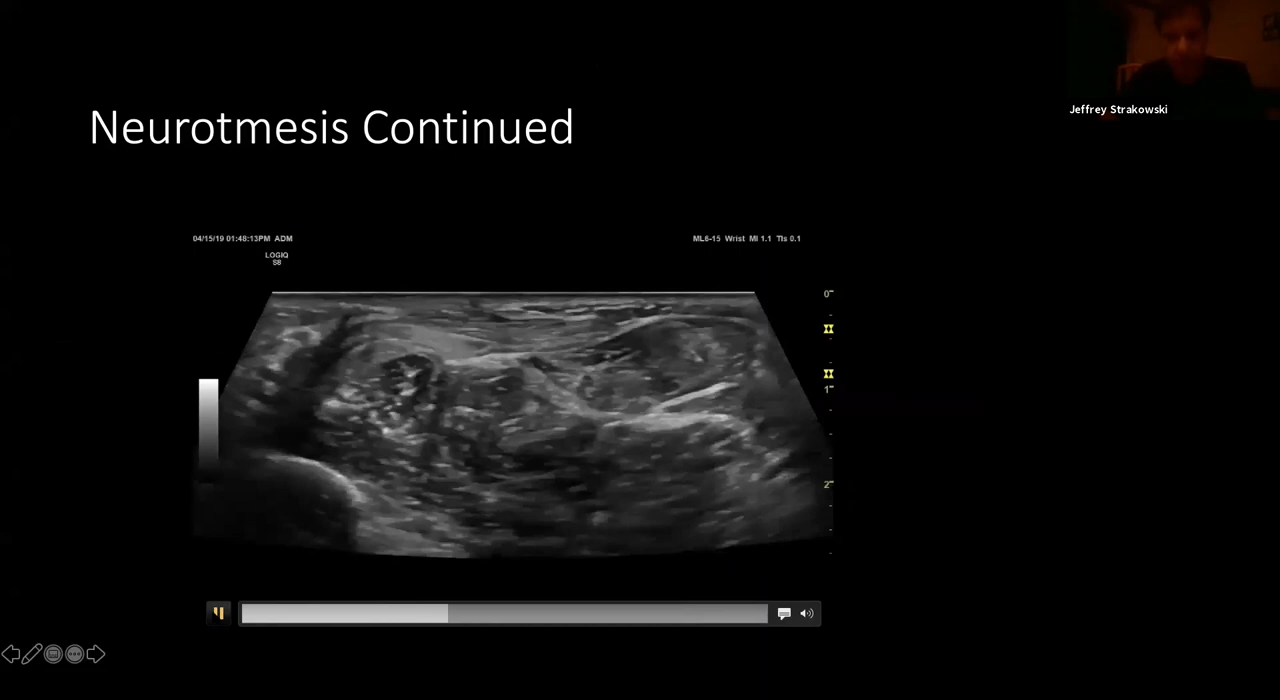 Jeffrey Strakowski
Neurotmesis Continued
04/15/19 01:48:13PM ADM
ML6-15 Wrist MI 1.1 TIs 0.1
LOGIQ
S8
0
1
2